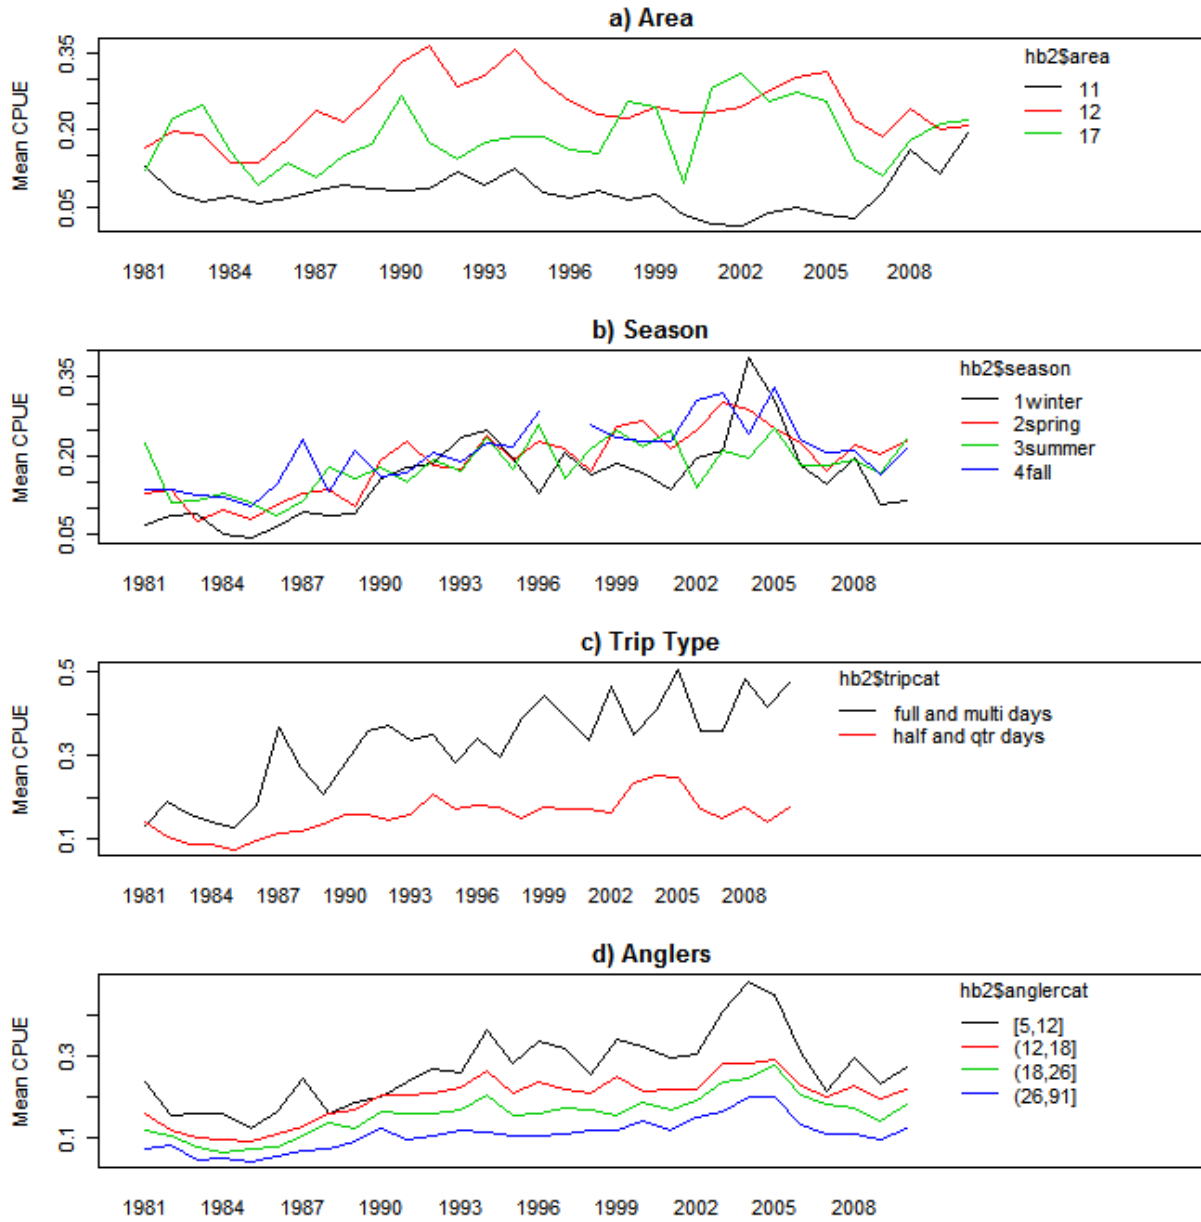 a) Area
Mean CPUE
0.35
0.20
0.05
hb2$area
11
12
17
1981 1984 1987 1990 1993 1996 1999 2002 2005 2008
b) Season
Mean CPUE
0.35
0.20
0.05
hb2$season
1winter
2spring
3summer
4fall
1981 1984 1987 1990 1993 1996 1999 2002 2005 2008
c) Trip Type
Mean CPUE
0.5
0.3
0.1
hb2$tripcat
full and multi days
half and qtr days
1981 1984 1987 1990 1993 1996 1999 2002 2005 2008
d) Anglers
Mean CPUE
0.3
0.1
hb2$anglercat
[5,12]
(12,18]
(18,26]
(26,91]
1981 1984 1987 1990 1993 1996 1999 2002 2005 2008